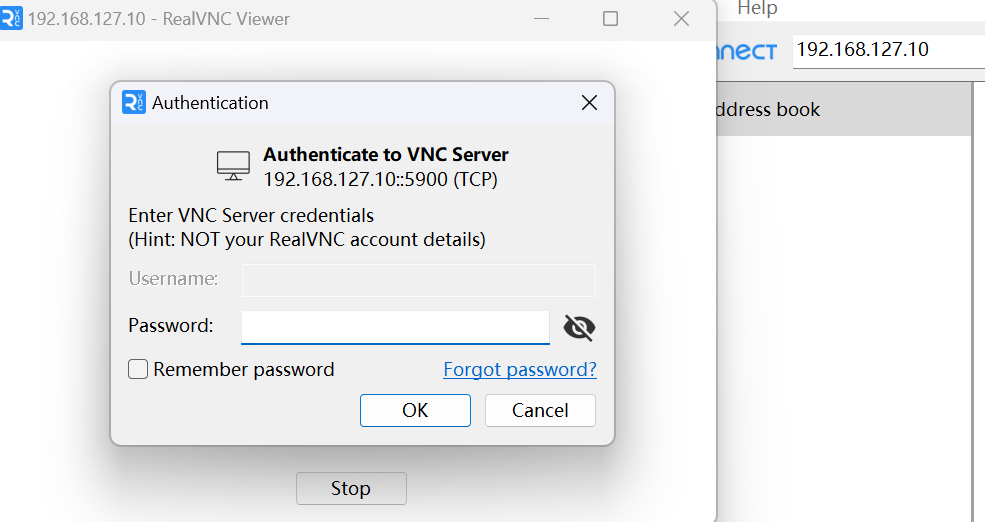 192.168.127.10 - RealVNC Viewer
Help
192.168.127.10
Authentication
ddress book
Authenticate to VNC Server
192.168.127.10::5900 (TCP)
Enter VNC Server credentials
(Hint: NOT your RealVNC account details)
Username:
Password:
Remember password
Forgot password?
OK
Cancel
Stop